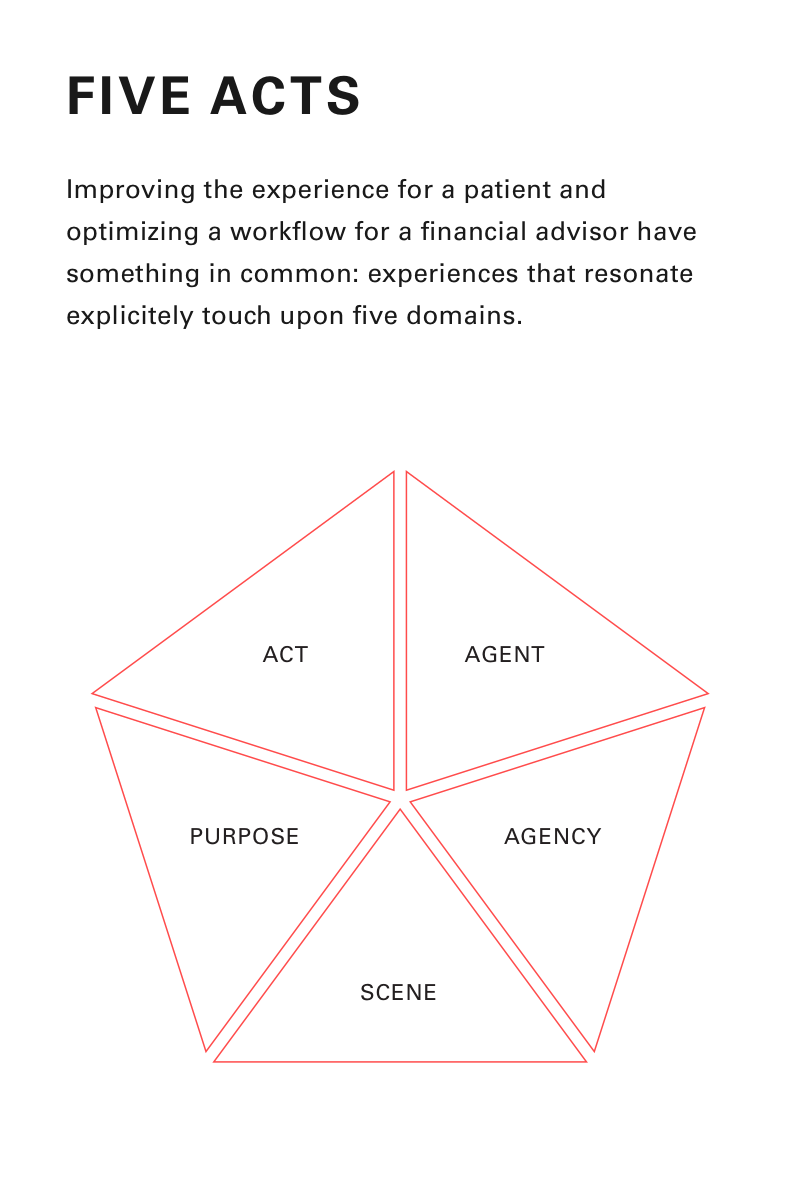 FIVE ACTS
Improving the experience for a patient and
optimizing a workflow for a financial advisor have
something in common: experiences that resonate
explicitely touch upon five domains.
ACT
AGENT
PURPOSE
AGENCY
SCENE